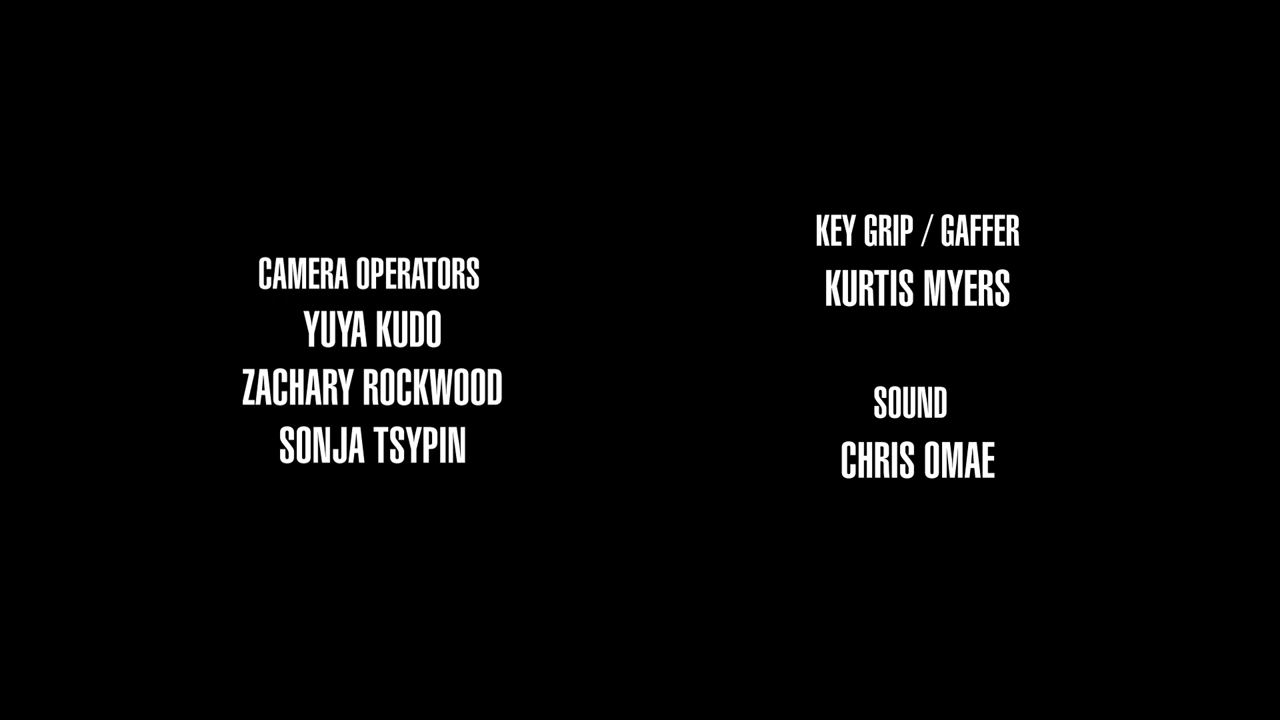 CAMERA OPERATORS
YUYA KUDO
ZACHARY ROCKWOOD
SONJA TSYPIN
KEY GRIP / GAFFER
KURTIS MYERS
SOUND
CHRIS OMAE